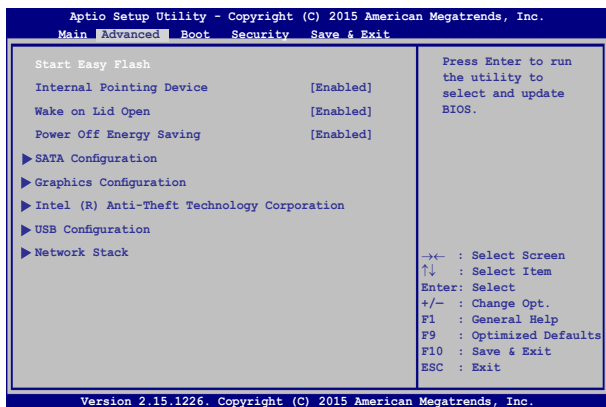 Aptio Setup Utility - Copyright (C) 2015 American Megatrends, Inc.
Main Advanced Boot Security Save & Exit
Start Easy Flash
Internal Pointing Device [Enabled]
Wake on Lid Open [Enabled]
Power Off Energy Saving [Enabled]
SATA Configuration
Graphics Configuration
Intel (R) Anti-Theft Technology Corporation
USB Configuration
Network Stack
Press Enter to run
the utility to
select and update
BIOS.
→← : Select Screen
↑↓ : Select Item
Enter: Select
+/— : Change Opt.
F1 : General Help
F9 : Optimized Defaults
F10 : Save & Exit
ESC : Exit
Version 2.15.1226. Copyright (C) 2015 American Megatrends, Inc.